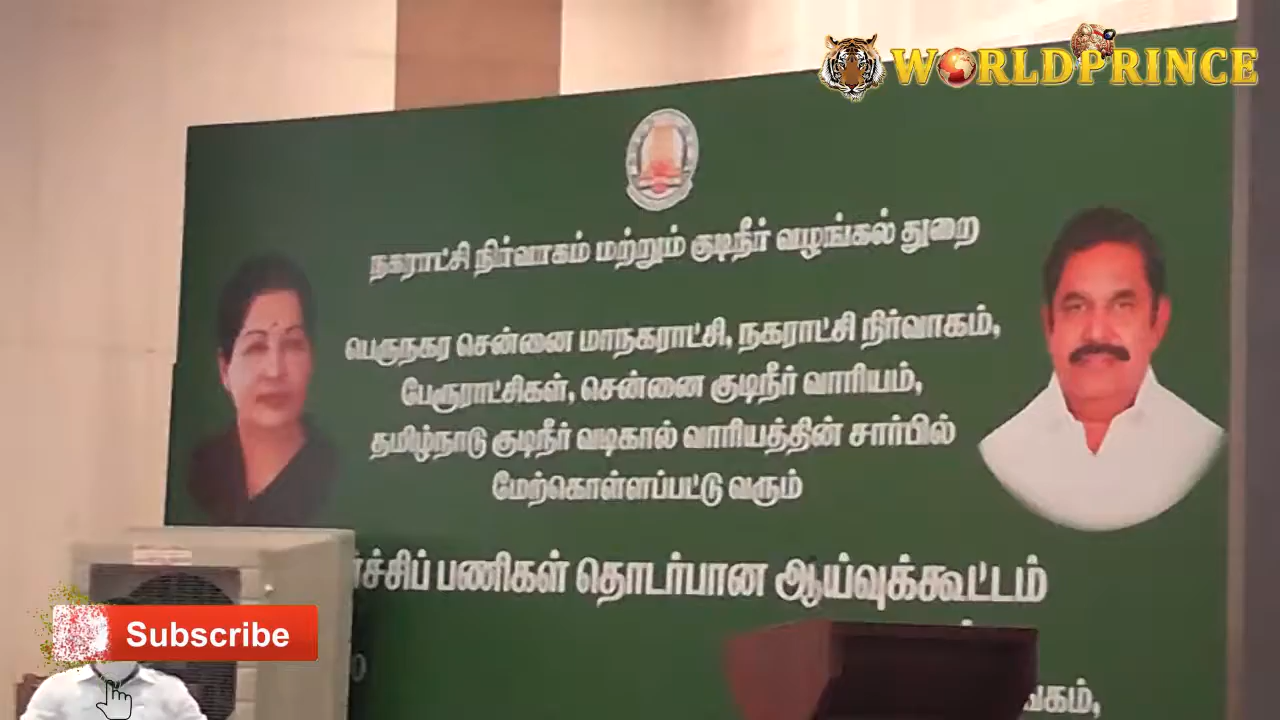 WORLDPRINCE
நகராட்சி நிர்வாகம் மற்றும் குடிநீர் வழங்கல் துறை
பெருநகர சென்னை மாநகராட்சி, நகராட்சி நிர்வாகம்,
பேரூராட்சிகள், சென்னை குடிநீர் வாரியம்,
தமிழ்நாடு குடிநீர் வடிகால் வாரியத்தின் சார்பில்
மேற்கொள்ளப்பட்டு வரும்
பணிகள் தொடர்பான ஆய்வுக்கூட்டம்
Subscribe